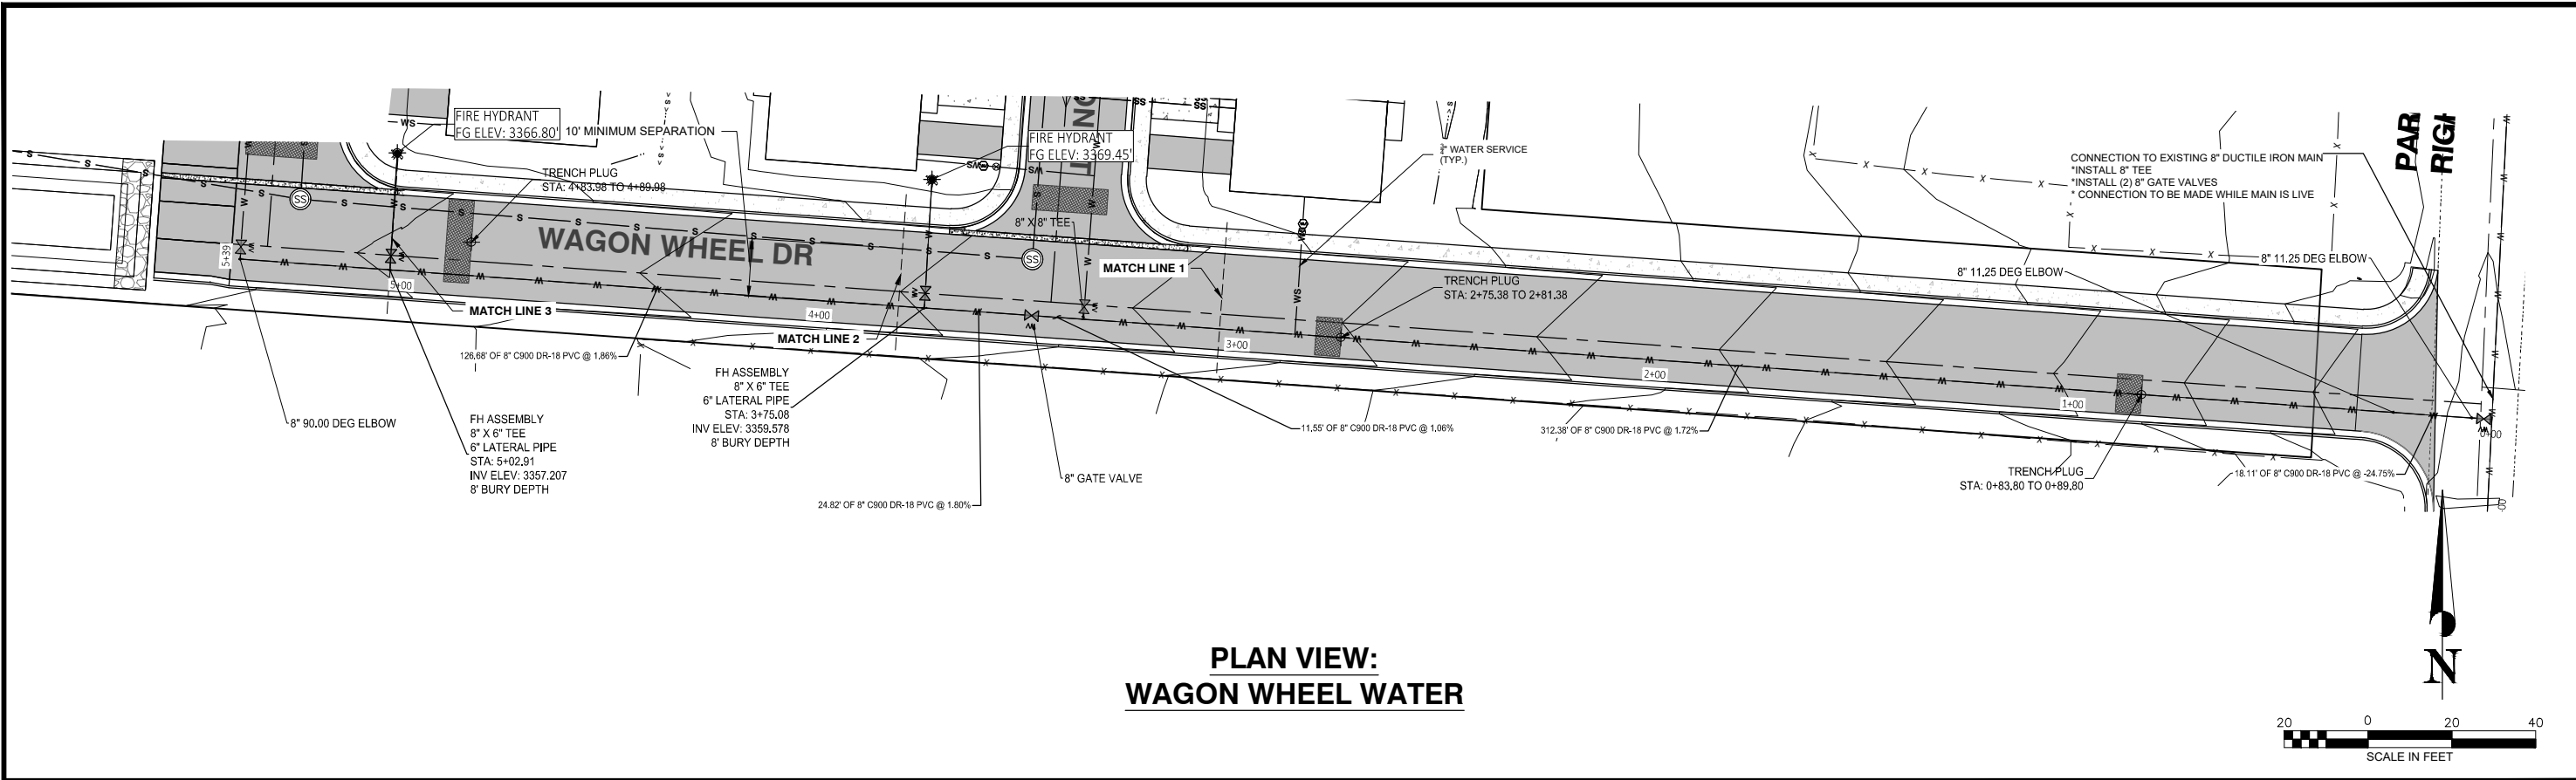 FIRE HYDRANT
FG ELEV: 3366.80'
10' MINIMUM SEPARATION
TRENCH PLUG
STA: 4+83.98 TO 4+89.98
FIRE HYDRANT
FG ELEV: 3369.45'
8" X 8" TEE
WATER SERVICE
(TYP.)
PAR
RIGH
CONNECTION TO EXISTING 8" DUCTILE IRON MAIN
*INSTALL 8" TEE
*INSTALL (2) 8" GATE VALVES
* CONNECTION TO BE MADE WHILE MAIN IS LIVE
8" 11.25 DEG ELBOW
8" 11.25 DEG ELBOW
WAGON WHEEL DR
SS
SS
MATCH LINE 1
TRENCH PLUG
STA: 2+75.38 TO 2+81.38
5+39
5+00
4+00
3+00
2+00
1+00
0+00
MATCH LINE 3
MATCH LINE 2
126.68' OF 8" C900 DR-18 PVC @ 1.86%
8" 90.00 DEG ELBOW
FH ASSEMBLY
8" X 6" TEE
6" LATERAL PIPE
STA: 5+02.91
INV ELEV: 3357.207
8' BURY DEPTH
FH ASSEMBLY
8" X 6" TEE
6" LATERAL PIPE
STA: 3+75.08
INV ELEV: 3359.578
8' BURY DEPTH
24.82' OF 8" C900 DR-18 PVC @ 1.80%
8" GATE VALVE
11.55' OF 8" C900 DR-18 PVC @ 1.06%
312.38' OF 8" C900 DR-18 PVC @ 1.72%
TRENCH PLUG
STA: 0+83.80 TO 0+89.80
18.11' OF 8" C900 DR-18 PVC @ -24.75%
PLAN VIEW:
WAGON WHEEL WATER
N
20 0 20 40
SCALE IN FEET